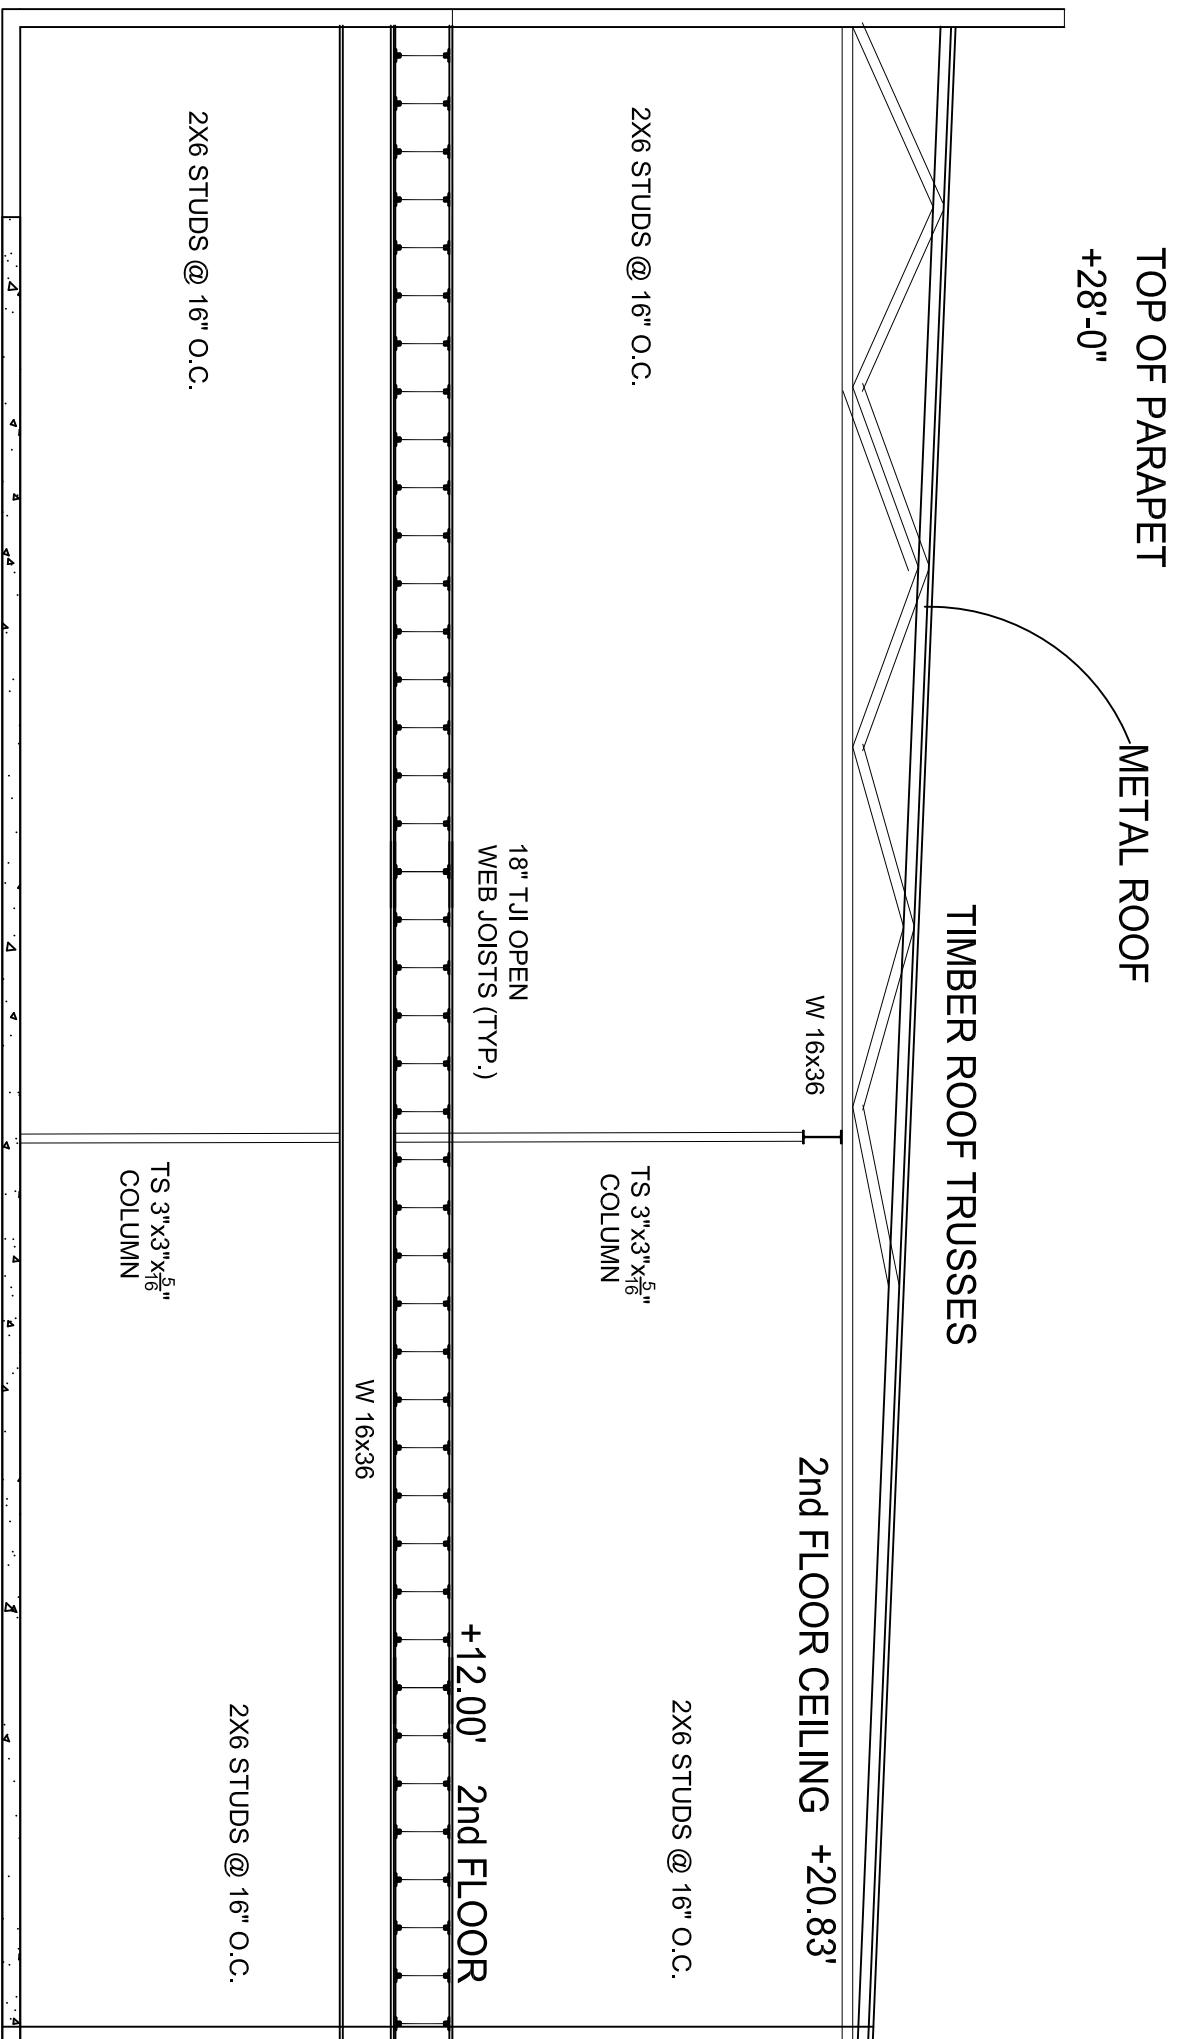 TOP OF PARAPET
+28'-0"
METAL ROOF
TIMBER ROOF TRUSSES
2nd FLOOR CEILING +20.83'
W 16x36
2X6 STUDS @ 16" O.C.
18" TJI OPEN
WEB JOISTS (TYP.)
TS 3"x3"x5/16"
COLUMN
2X6 STUDS @ 16" O.C.
+12.00' 2nd FLOOR
W 16x36
2X6 STUDS @ 16" O.C.
TS 3"x3"x5/16"
COLUMN
2X6 STUDS @ 16" O.C.